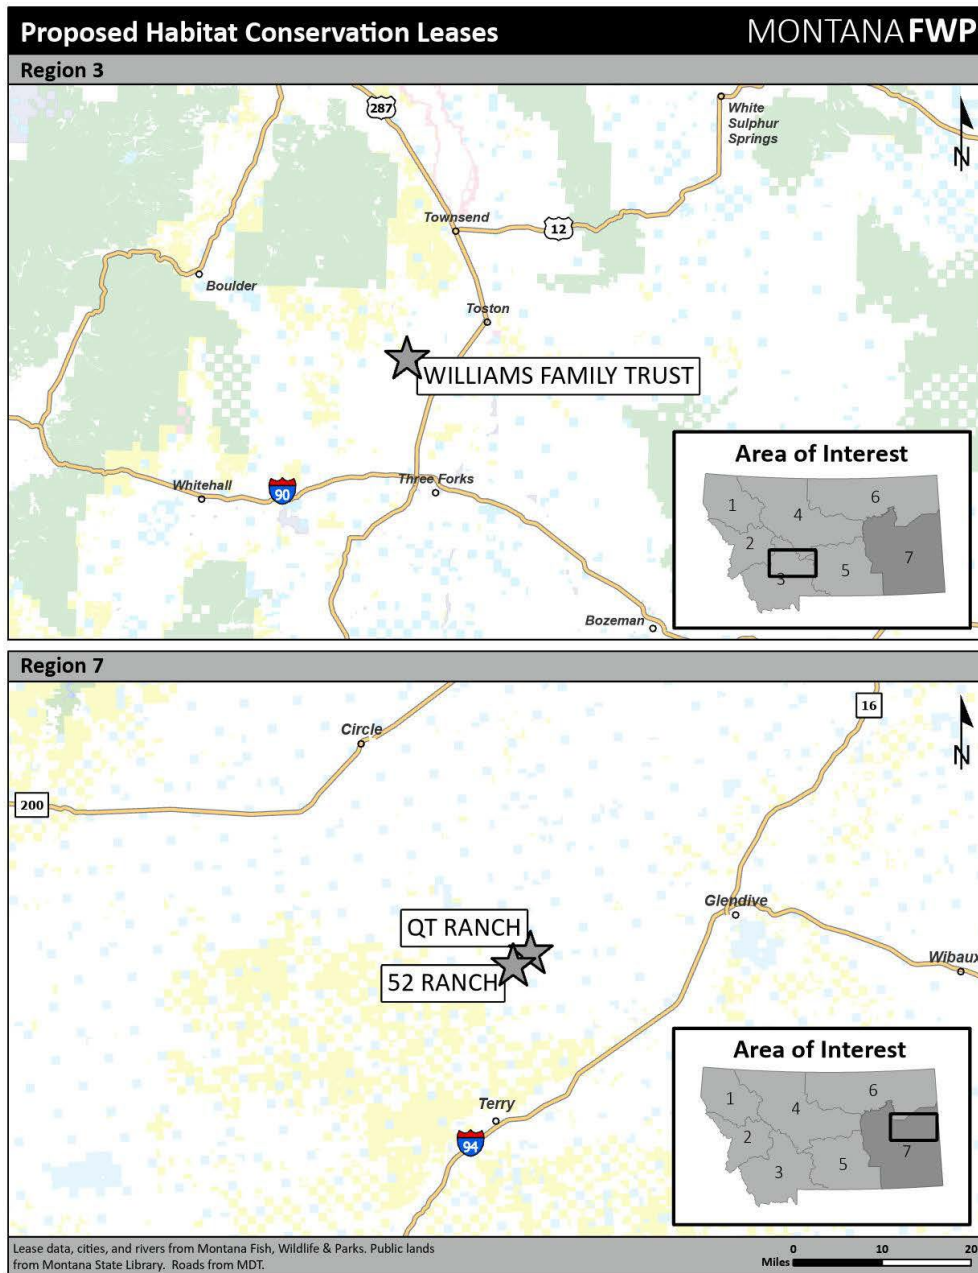 Proposed Habitat Conservation Leases
MONTANA FWP
Region 3
287
White
Sulphur
Springs
N
Townsend
12
Boulder
Toston
WILLIAMS FAMILY TRUST
Whitehall
90
Three Forks
Bozeman
Area of Interest
1
2
3
4
5
6
7
Region 7
16
Circle
N
200
Glendive
QT RANCH
52 RANCH
Wibaux
Terry
94
Area of Interest
1
2
3
4
5
6
7
Lease data, cities, and rivers from Montana Fish, Wildlife & Parks. Public lands
from Montana State Library. Roads from MDT.
0 10 20
Miles